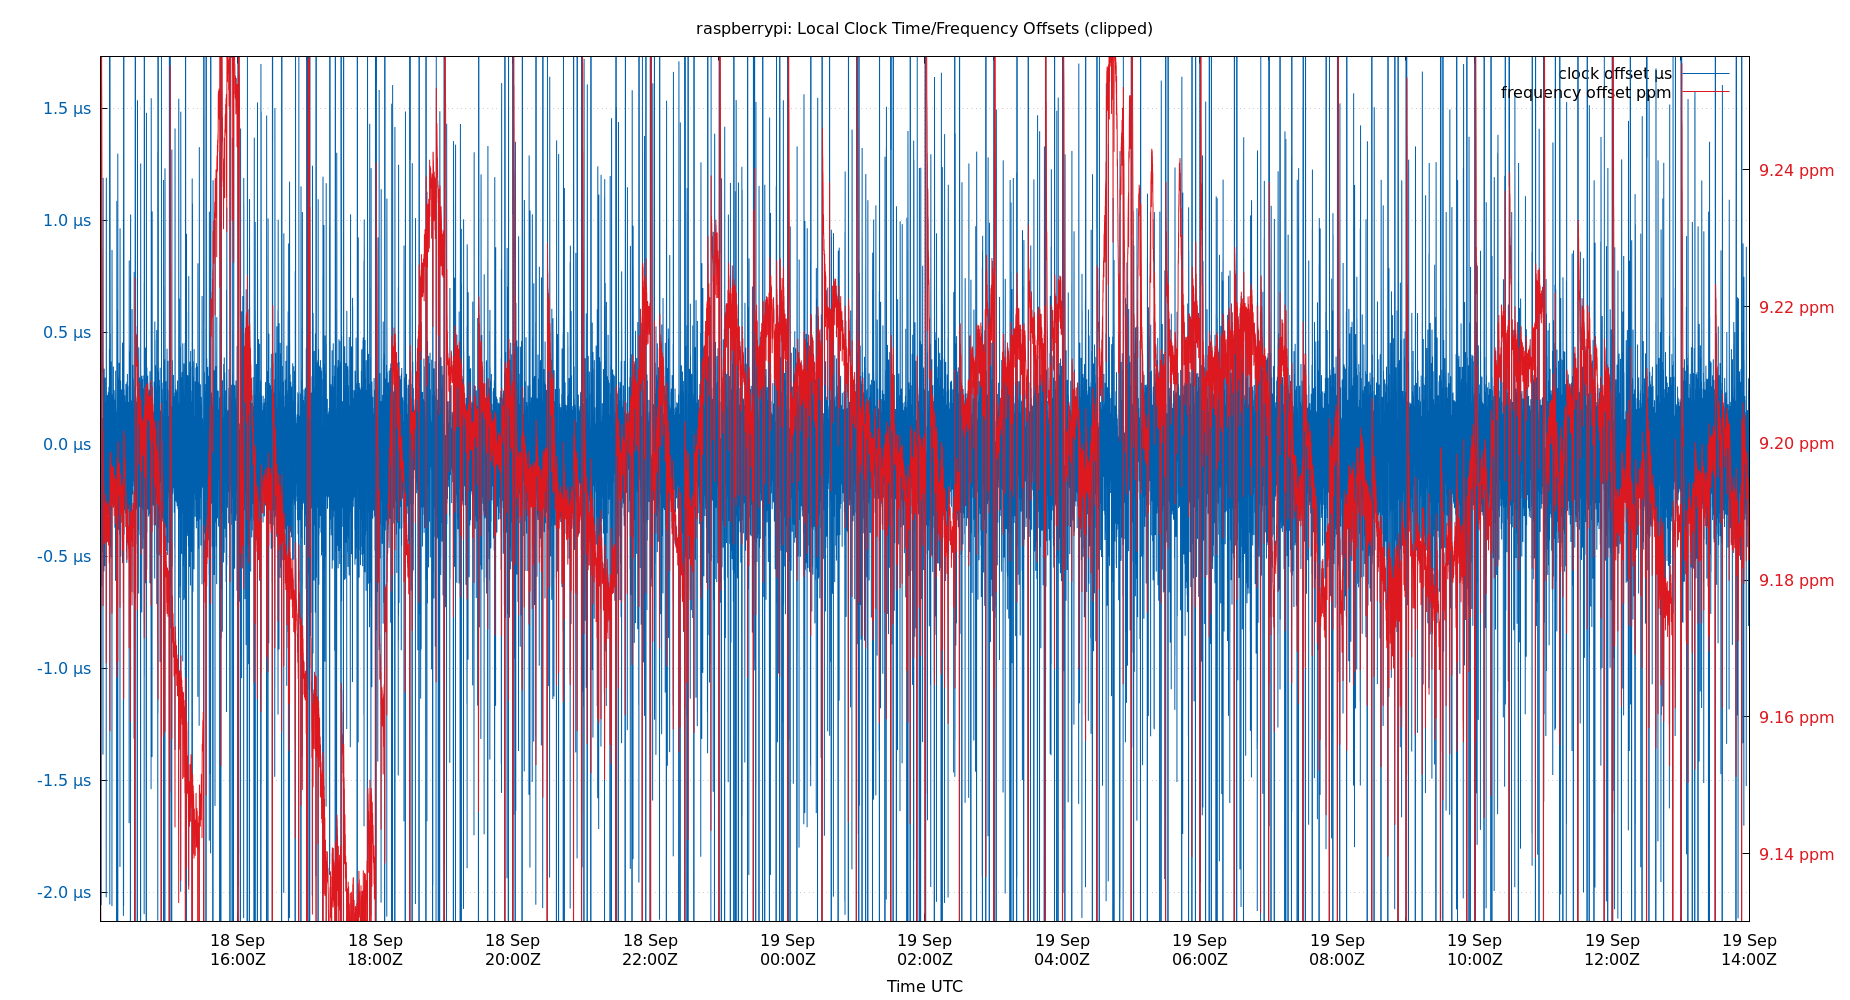 raspberrypi: Local Clock Time/Frequency Offsets (clipped)
clock offset µs
frequency offset ppm
1.5 µs
1.0 µs
0.5 µs
0.0 µs
-0.5 µs
-1.0 µs
-1.5 µs
-2.0 µs
9.24 ppm
9.22 ppm
9.20 ppm
9.18 ppm
9.16 ppm
9.14 ppm
18 Sep
16:00Z
18 Sep
18:00Z
18 Sep
20:00Z
18 Sep
22:00Z
19 Sep
00:00Z
19 Sep
02:00Z
19 Sep
04:00Z
19 Sep
06:00Z
19 Sep
08:00Z
19 Sep
10:00Z
19 Sep
12:00Z
19 Sep
14:00Z
Time UTC